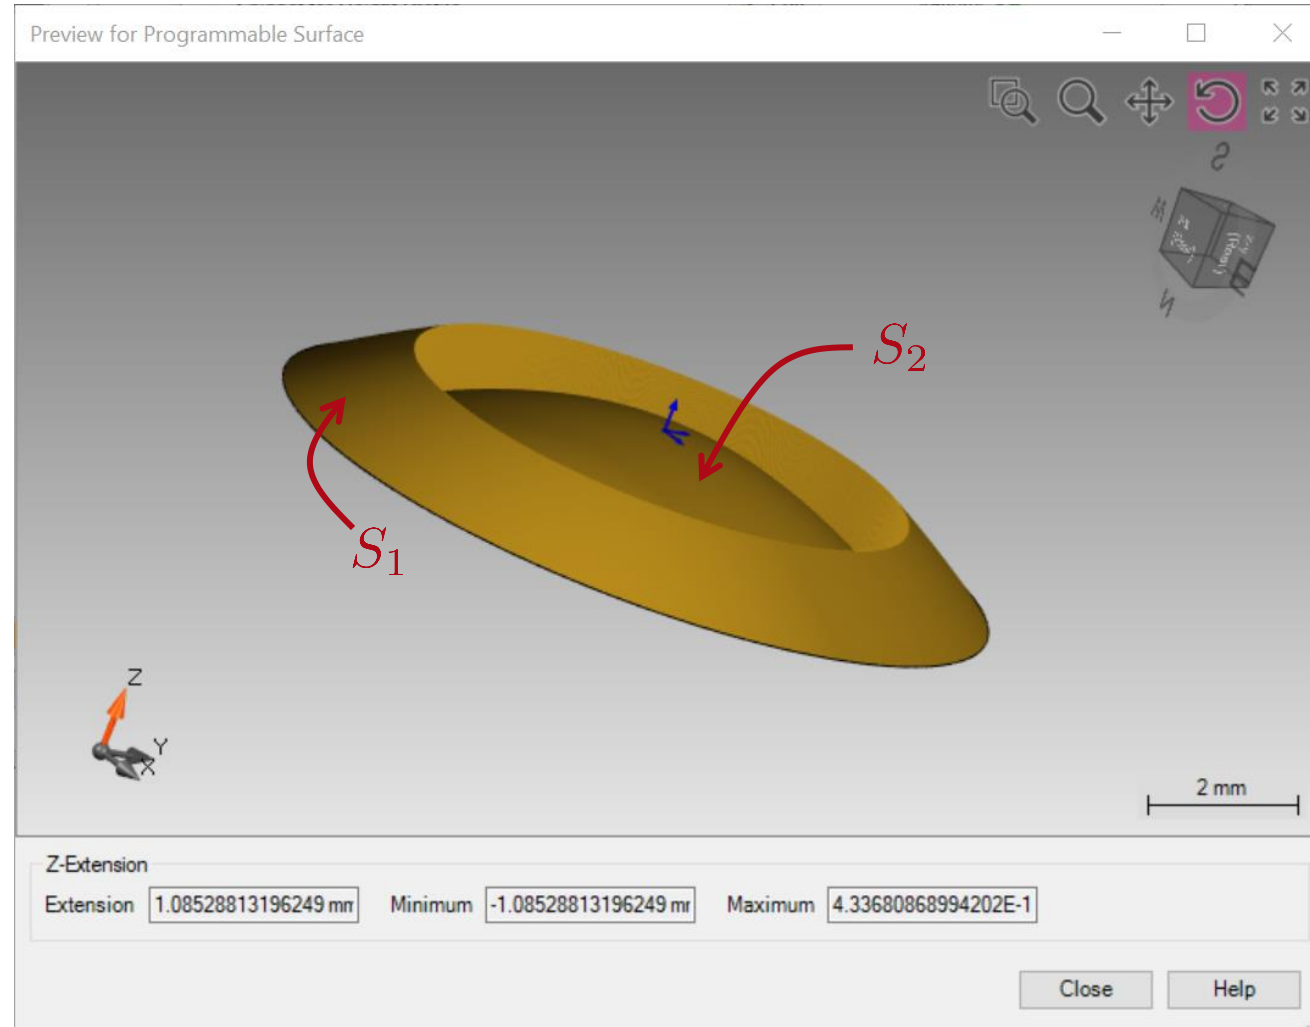 Preview for Programmable Surface
S
N
S₂
S₁
Z
Y
X
2 mm
Z-Extension
Extension 1.08528813196249 mm Minimum -1.08528813196249 mm Maximum 4.33680868994202E-1
Close Help